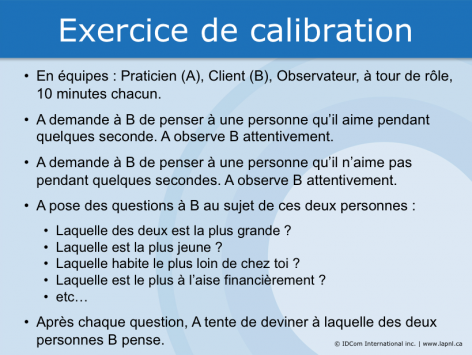 Exercice de calibration
• En équipes : Praticien (A), Client (B), Observateur, à tour de rôle,
10 minutes chacun.
• A demande à B de penser à une personne qu'il aime pendant
quelques seconde. A observe B attentivement.
• A demande à B de penser à une personne qu'il n'aime pas
pendant quelques secondes. A observe B attentivement.
• A pose des questions à B au sujet de ces deux personnes :
• Laquelle des deux est la plus grande ?
• Laquelle est la plus jeune ?
• Laquelle habite le plus loin de chez toi ?
• Laquelle est le plus à l'aise financièrement ?
• etc…
• Après chaque question, A tente de deviner à laquelle des deux
personnes B pense.
© IDCom International inc. | www.iapnl.ca